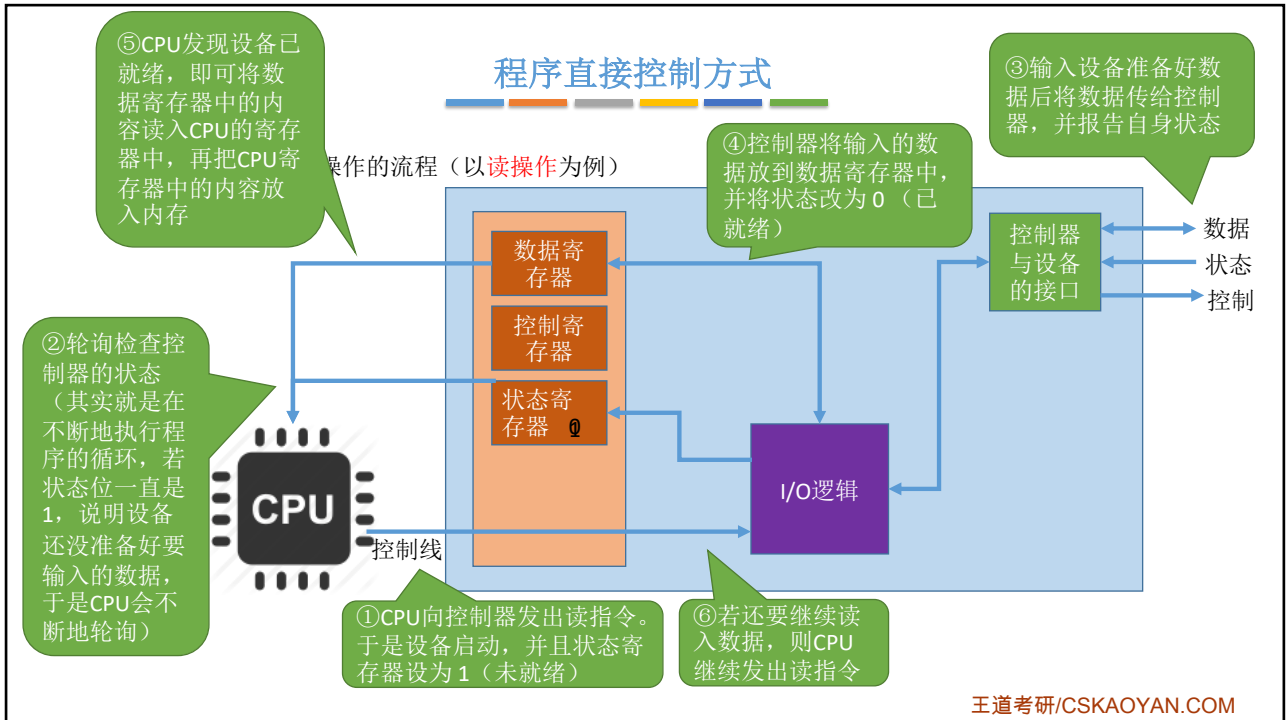 程序直接控制方式
⑤CPU发现设备已
就绪，即可将数
据寄存器中的内
容读入CPU的寄存
器中，再把CPU寄
存器中的内容放
入内存
操作的流程（以读操作为例）
③输入设备准备好数
据后将数据传给控制
器，并报告自身状态
④控制器将输入的数
据放到数据寄存器中，
并将状态改为 0 （已
就绪）
数据寄
存器
控制寄
存器
状态寄
存器
控制器
与设备
的接口
数据
状态
控制
②轮询检查控
制器的状态
（其实就是在
不断地执行程
序的循环，若
状态位一直是
1，说明设备
还没准备好要
输入的数据，
于是CPU会不
断地轮询）
CPU
I/O逻辑
控制线
①CPU向控制器发出读指令。
于是设备启动，并且状态寄
存器设为 1（未就绪）
⑥若还要继续读
入数据，则CPU
继续发出读指令
王道考研/CSKAOYAN.COM